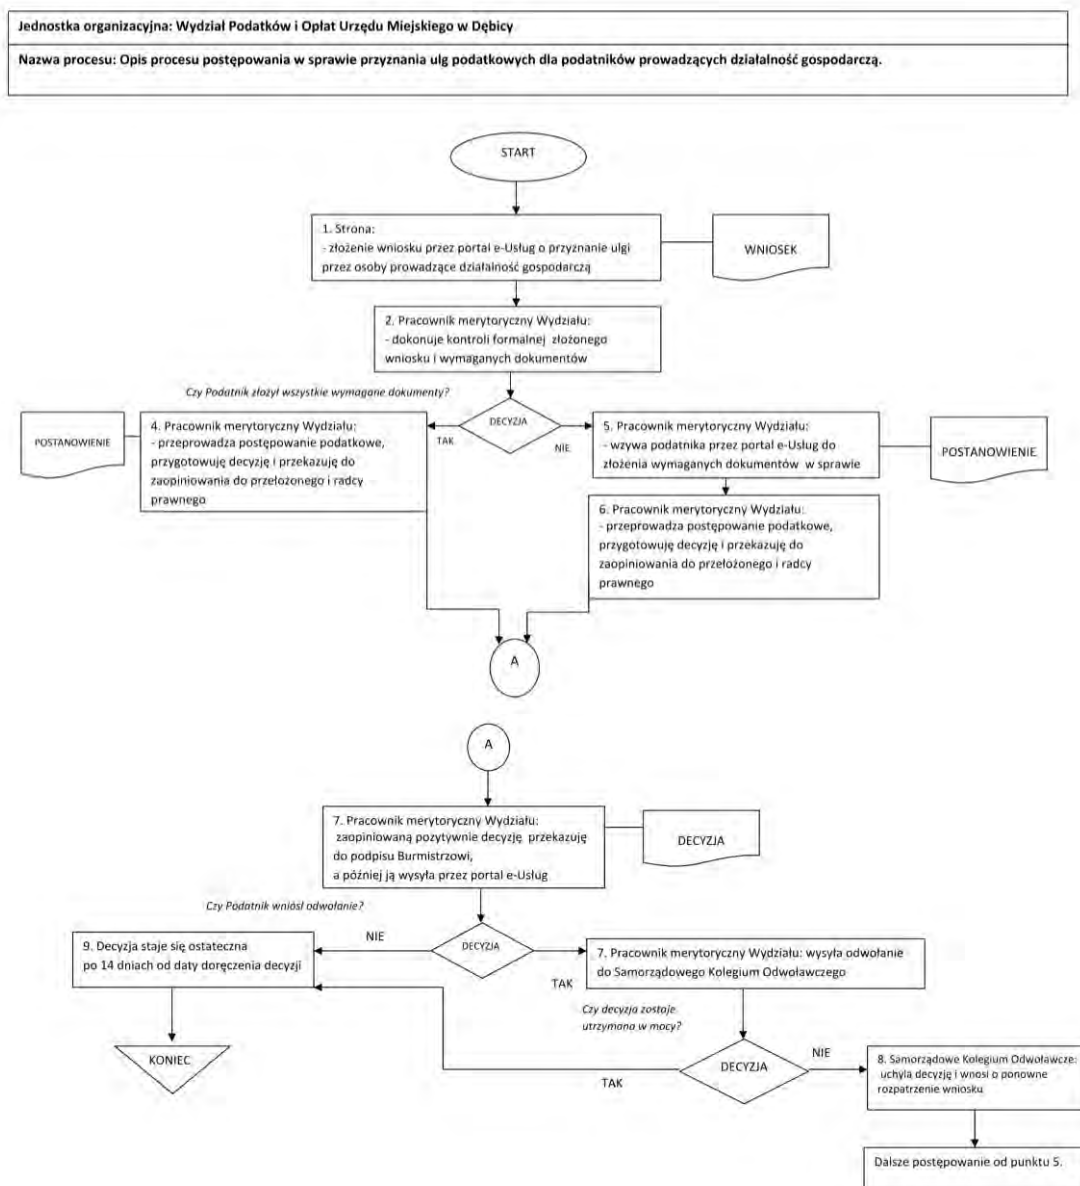 Jednostka organizacyjna: Wydział Podatków i Opłat Urzędu Miejskiego w Dębicy
Nazwa procesu: Opis procesu postępowania w sprawie przyznania ulg podatkowych dla podatników prowadzących działalność gospodarczą.
START
1. Strona:
- złożenie wniosku przez portal e-Usług o przyznanie ulgi
przez osoby prowadzące działalność gospodarczą
WNIOSEK
2. Pracownik merytoryczny Wydziału:
- dokonuje kontroli formalnej złożonego
wniosku i wymaganych dokumentów
Czy Podatnik złożył wszystkie wymagane dokumenty?
DECYZJA
TAK
NIE
POSTANOWIENIE
4. Pracownik merytoryczny Wydziału:
- przeprowadza postępowanie podatkowe,
przygotowuję decyzję i przekazuję do
zaopiniowania do przełożonego i radcy
prawnego
5. Pracownik merytoryczny Wydziału:
- wzywa podatnika przez portal e-Usług do
złożenia wymaganych dokumentów w sprawie
POSTANOWIENIE
6. Pracownik merytoryczny Wydziału:
- przeprowadza postępowanie podatkowe,
przygotowuję decyzję i przekazuję do
zaopiniowania do przełożonego i radcy
prawnego
A
A
7. Pracownik merytoryczny Wydziału:
zaopiniowaną pozytywnie decyzję przekazuję
do podpisu Burmistrzowi,
a później ją wysyła przez portal e-Usług
DECYZJA
Czy Podatnik wniósł odwołanie?
DECYZJA
NIE
TAK
9. Decyzja staje się ostateczna
po 14 dniach od daty doręczenia decyzji
7. Pracownik merytoryczny Wydziału: wysyła odwołanie
do Samorządowego Kolegium Odwoławczego
Czy decyzja zostaje
utrzymana w mocy?
KONIEC
DECYZJA
TAK
NIE
8. Samorządowe Kolegium Odwoławcze:
uchyla decyzję i wnosi o ponowne
rozpatrzenie wniosku
Dalsze postępowanie od punktu 5.